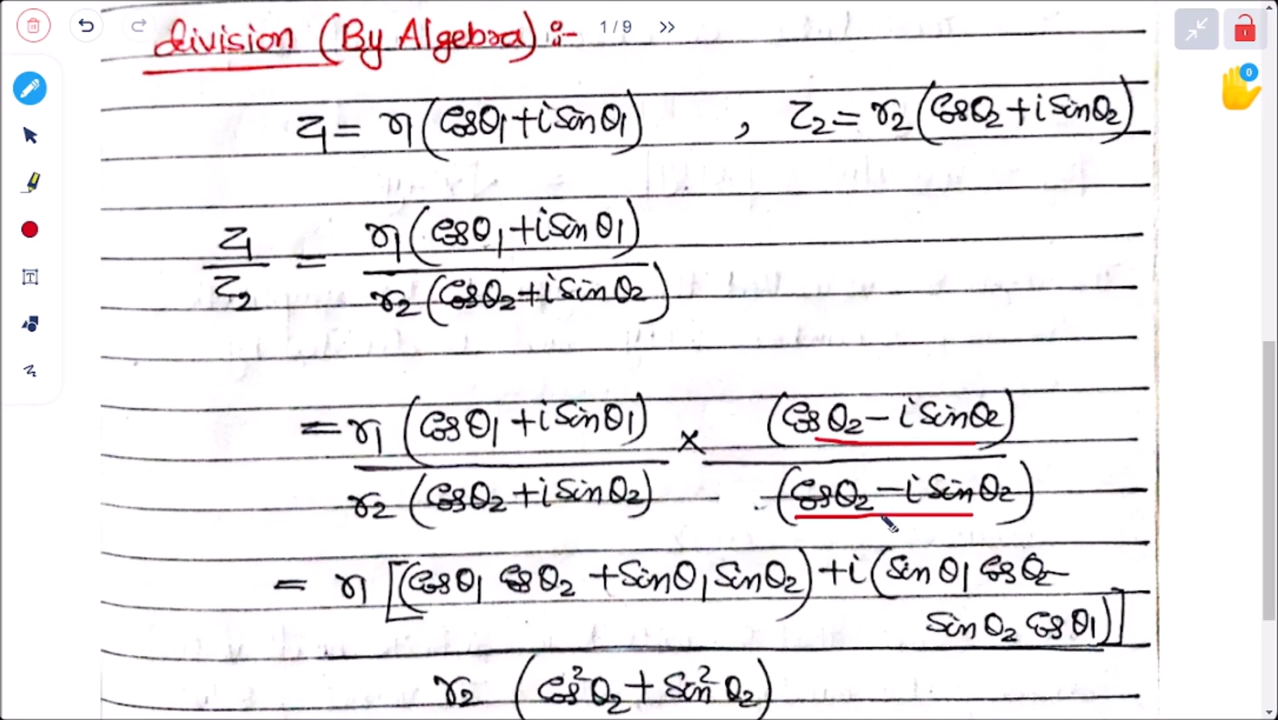 1/9 >>
0
division (By Algebra) :-
z1 = r1 (Cosθ1 + i Sinθ1) , z2 = r2 (Cosθ2 + i Sinθ2)
z1/z2 = r1 (Cosθ1 + i Sinθ1) / r2 (Cosθ2 + i Sinθ2)
= r1 (Cosθ1 + i Sinθ1) / r2 (Cosθ2 + i Sinθ2) × (Cosθ2 - i Sinθ2) / (Cosθ2 - i Sinθ2)
= r1 [(Cosθ1 Cosθ2 + Sinθ1 Sinθ2) + i (Sinθ1 Cosθ2 -
Sinθ2 Cosθ1)]
r2 (Cos²θ2 + Sin²θ2)